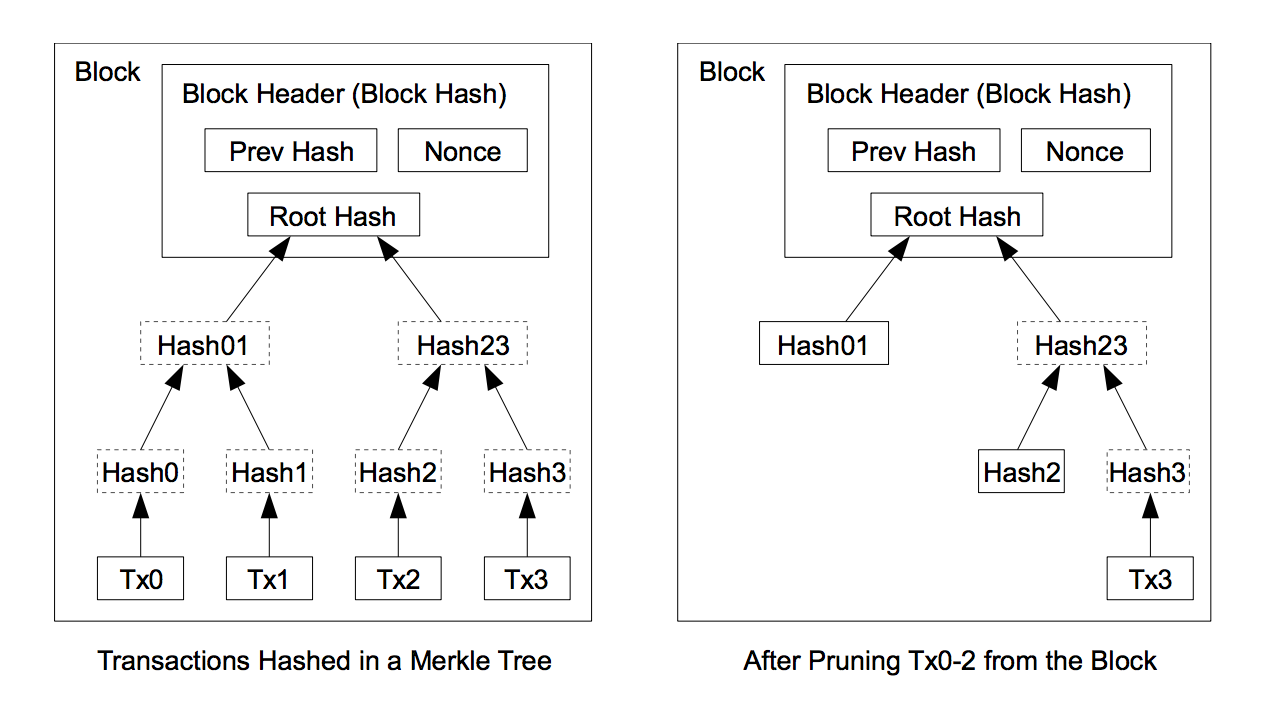 Block
Block Header (Block Hash)
Prev Hash
Nonce
Root Hash
Hash01
Hash23
Hash0
Hash1
Hash2
Hash3
Tx0
Tx1
Tx2
Tx3
Transactions Hashed in a Merkle Tree
Block
Block Header (Block Hash)
Prev Hash
Nonce
Root Hash
Hash01
Hash23
Hash2
Hash3
Tx3
After Pruning Tx0-2 from the Block